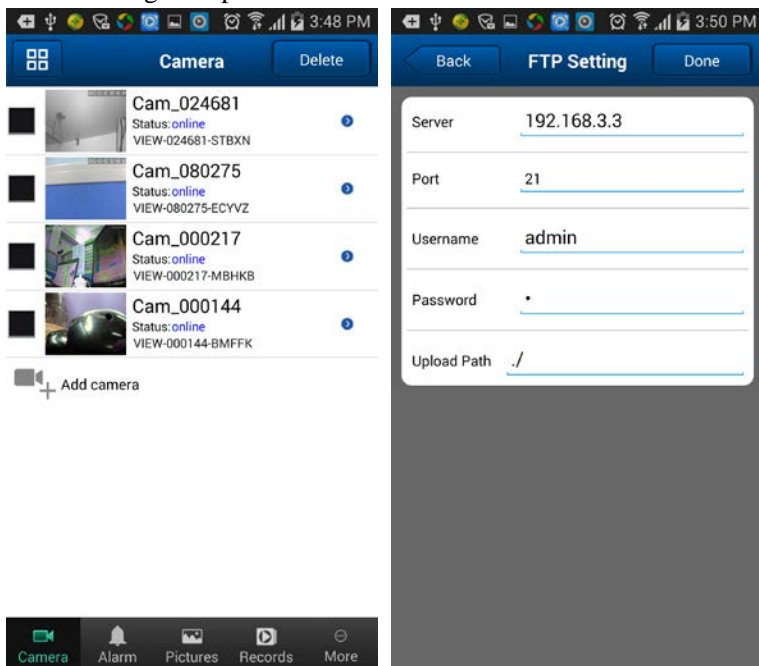 3:48 PM
Camera
Delete
Cam_024681
Status:online
VIEW-024681-STBXN
Cam_080275
Status:online
VIEW-080275-ECYVZ
Cam_000217
Status:online
VIEW-000217-MBHKB
Cam_000144
Status:online
VIEW-000144-BMFFK
Add camera
Camera Alarm Pictures Records More
3:50 PM
Back
FTP Setting
Done
Server 192.168.3.3
Port 21
Username admin
Password •
Upload Path ./